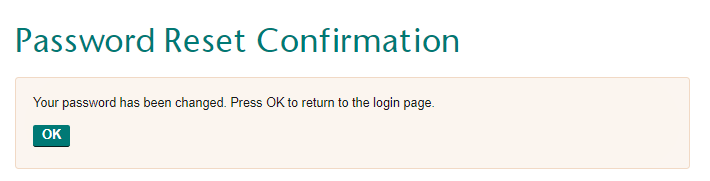 Password Reset Confirmation
Your password has been changed. Press OK to return to the login page.
OK